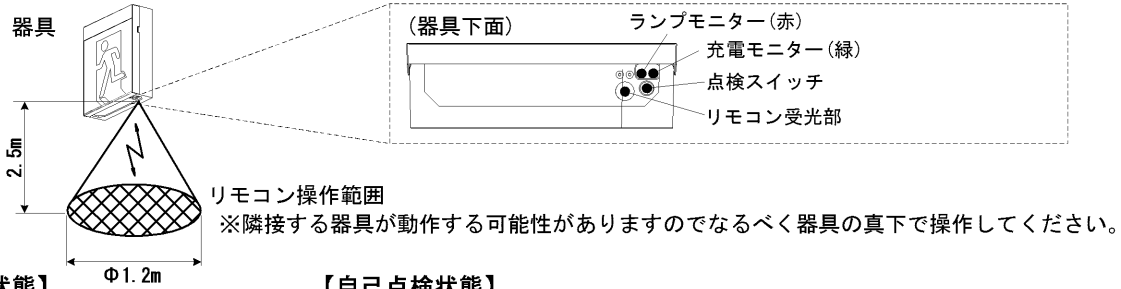 器具
(器具下面)
ランプモニター(赤)
充電モニター(緑)
点検スイッチ
リモコン受光部
2.5m
リモコン操作範囲
※隣接する器具が動作する可能性がありますのでなるべく器具の真下で操作してください。
Φ1.2m
状態】
【自己点検状態】